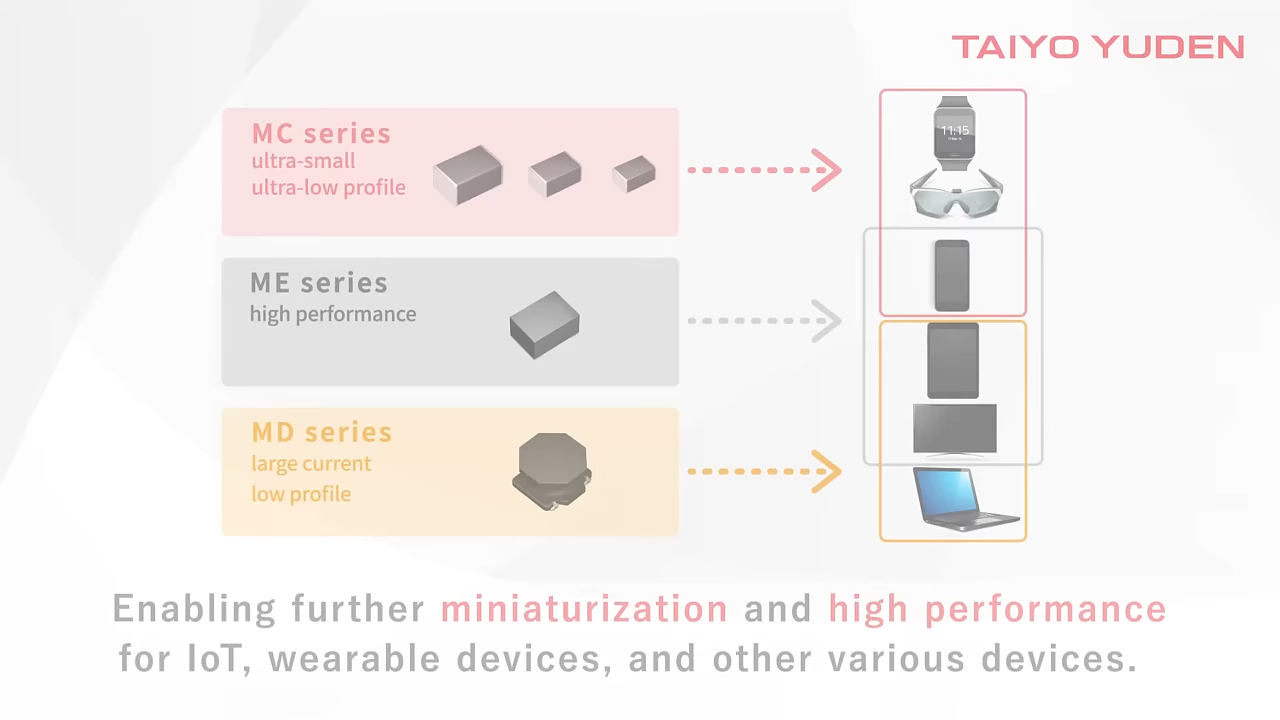 TAIYO YUDEN
MC series
ultra-small
ultra-low profile
11:15
ME series
high performance
MD series
large current
low profile
Enabling further miniaturization and high performance
for IoT, wearable devices, and other various devices.